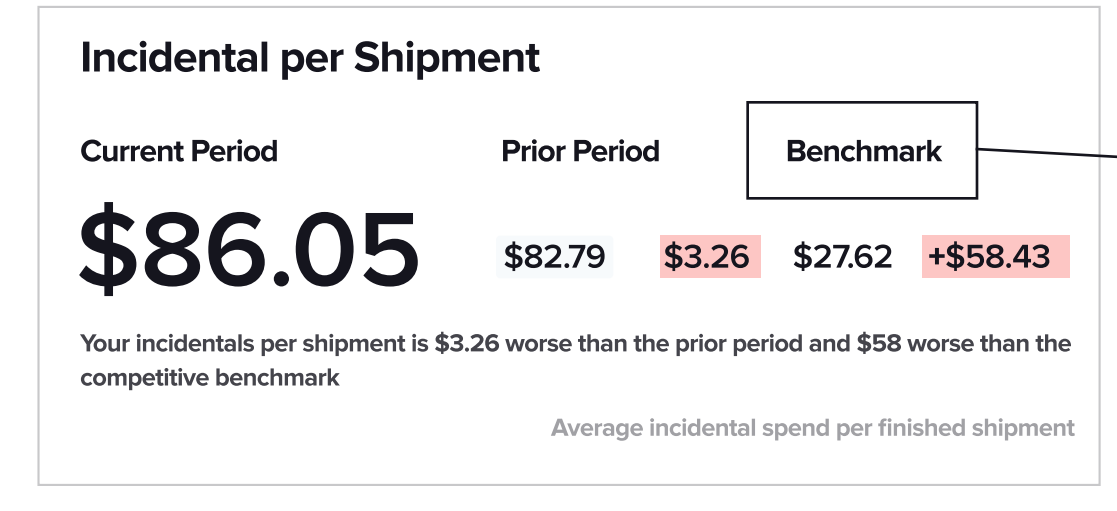 Incidental per Shipment
Current Period Prior Period Benchmark
$86.05 $82.79 $3.26 $27.62 +$58.43
Your incidentals per shipment is $3.26 worse than the prior period and $58 worse than the
competitive benchmark
Average incidental spend per finished shipment